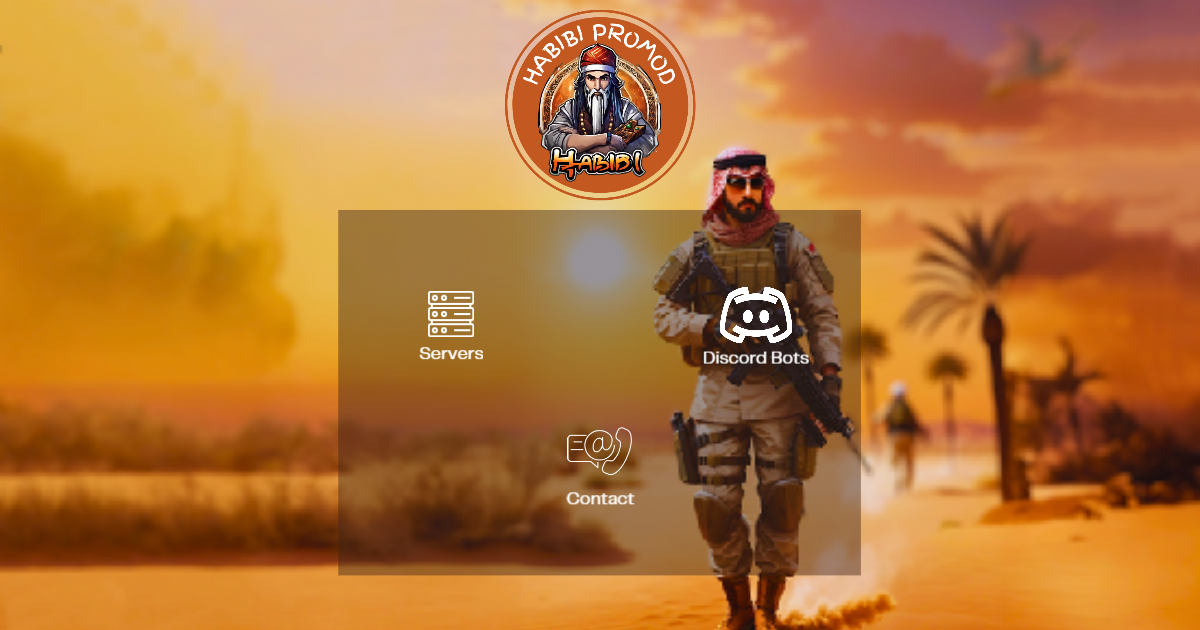 HABIBI PROMOD
HABIBI
Servers
Discord Bots
Contact